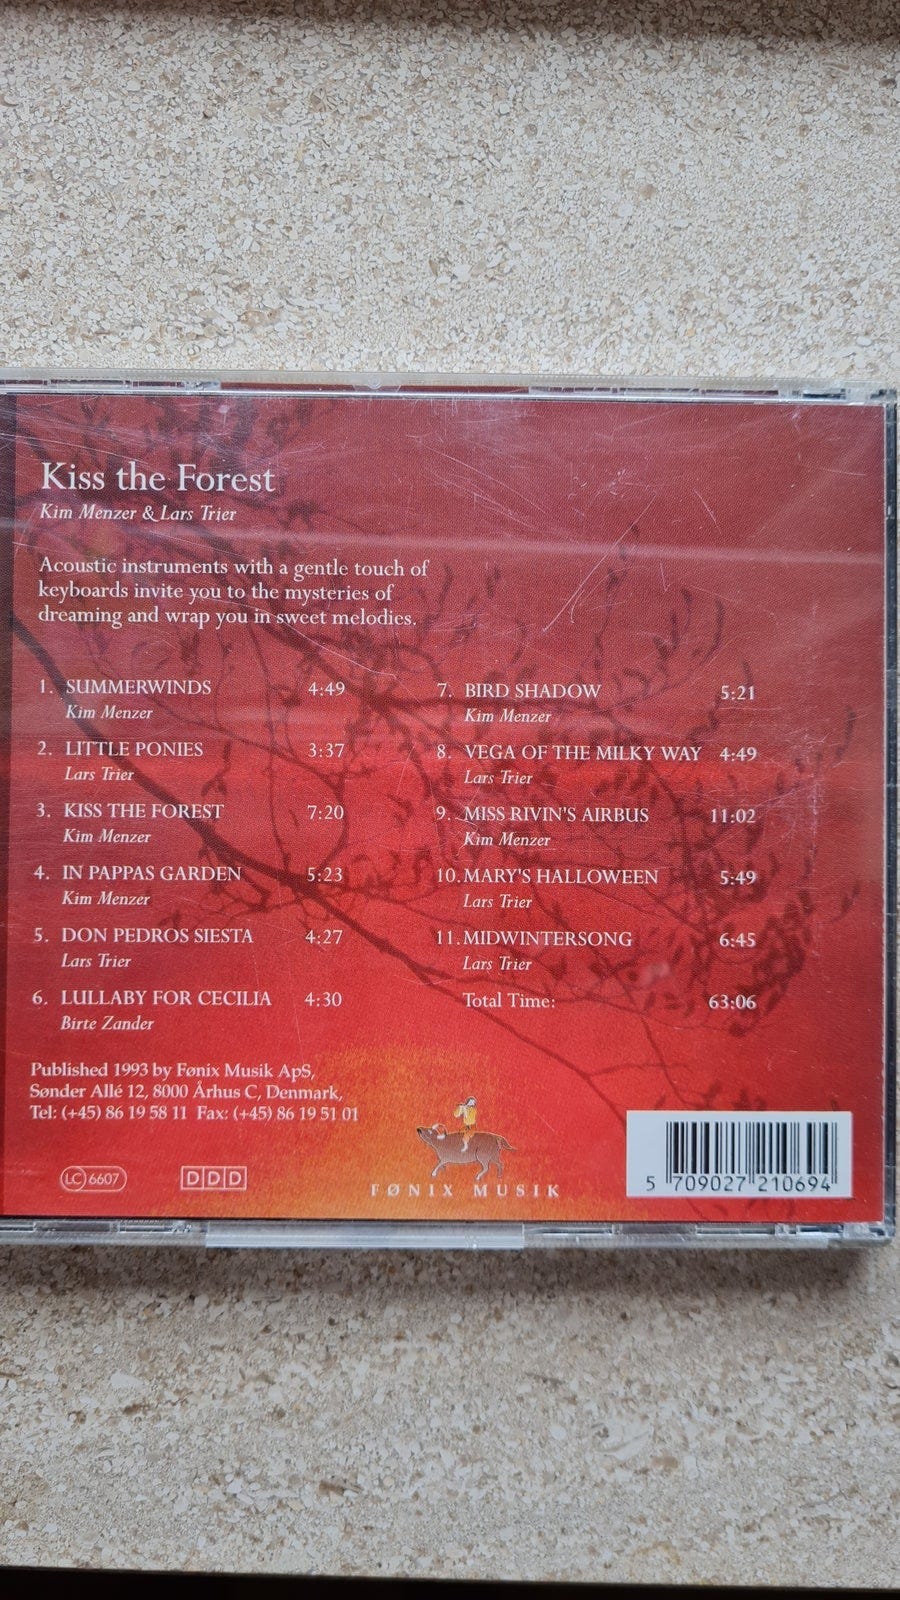 Kiss the Forest
Kim Menzer & Lars Trier
Acoustic instruments with a gentle touch of
keyboards invite you to the mysteries of
dreaming and wrap you in sweet melodies.
1. SUMMERWINDS 4:49
Kim Menzer
2. LITTLE PONIES 3:37
Lars Trier
3. KISS THE FOREST 7:20
Kim Menzer
4. IN PAPPAS GARDEN 5:23
Kim Menzer
5. DON PEDROS SIESTA 4:27
Lars Trier
6. LULLABY FOR CECILIA 4:30
Birte Zander
7. BIRD SHADOW 5:21
Kim Menzer
8. VEGA OF THE MILKY WAY 4:49
Lars Trier
9. MISS RIVIN'S AIRBUS 11:02
Kim Menzer
10. MARY'S HALLOWEEN 5:49
Lars Trier
11. MIDWINTERSONG 6:45
Lars Trier
Total Time: 63:06
Published 1993 by Fønix Musik ApS,
Sønder Allé 12, 8000 Århus C, Denmark,
Tel: (+45) 86 19 58 11 Fax: (+45) 86 19 51 01
LC 6607
DDD
FØNIX MUSIK
5 709027 210694